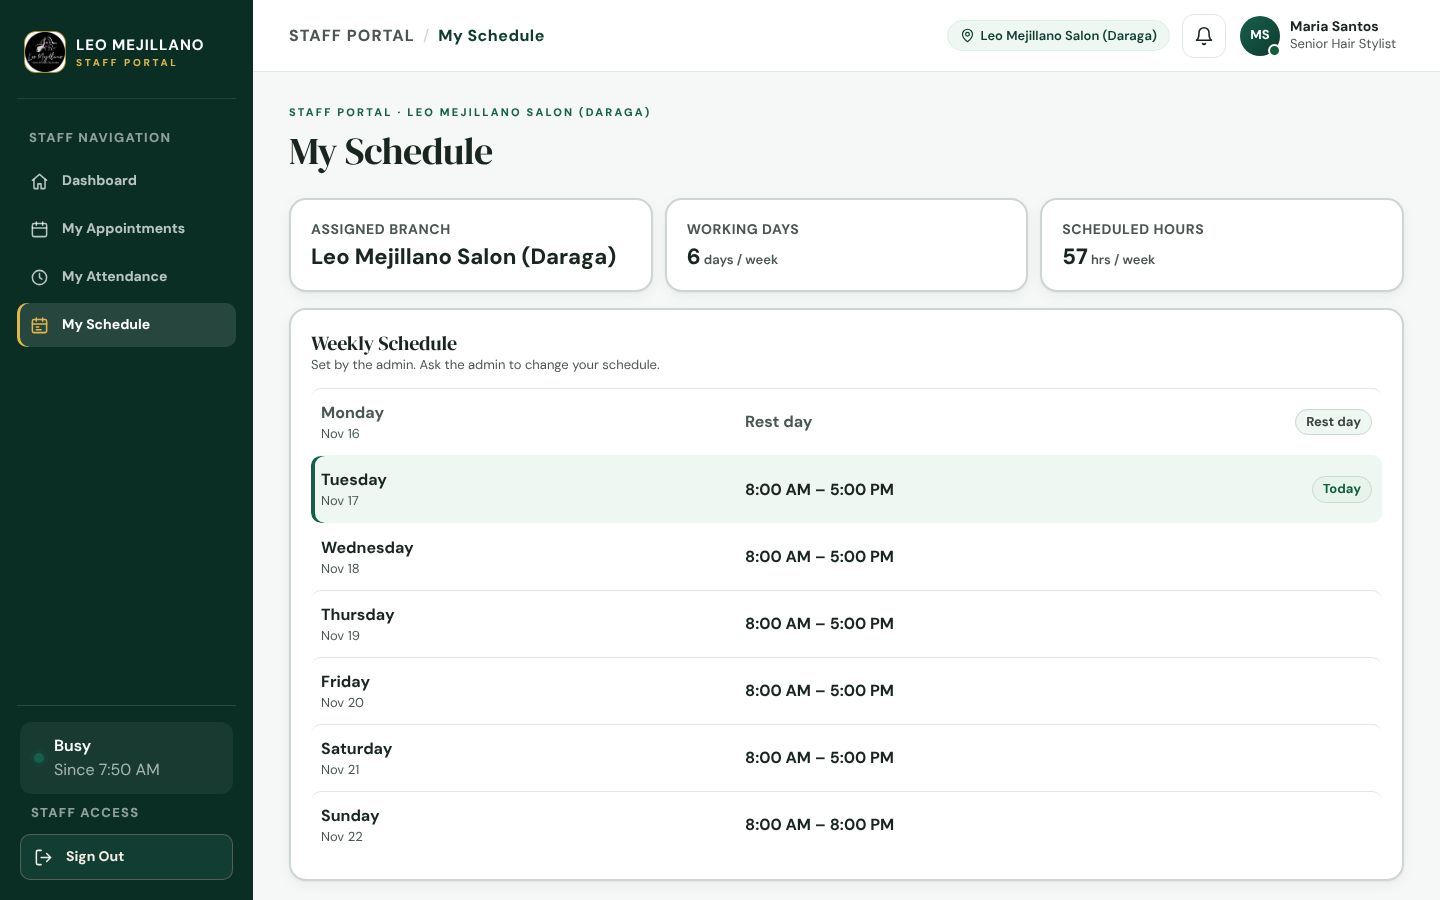 LEO MEJILLANO
STAFF PORTAL
STAFF NAVIGATION
Dashboard
My Appointments
My Attendance
My Schedule
Busy
Since 7:50 AM
STAFF ACCESS
Sign Out
STAFF PORTAL / My Schedule
Leo Mejillano Salon (Daraga)
MS
Maria Santos
Senior Hair Stylist
STAFF PORTAL · LEO MEJILLANO SALON (DARAGA)
My Schedule
ASSIGNED BRANCH
Leo Mejillano Salon (Daraga)
WORKING DAYS
6 days / week
SCHEDULED HOURS
57 hrs / week
Weekly Schedule
Set by the admin. Ask the admin to change your schedule.
Monday
Nov 16
Rest day
Rest day
Tuesday
Nov 17
8:00 AM – 5:00 PM
Today
Wednesday
Nov 18
8:00 AM – 5:00 PM
Thursday
Nov 19
8:00 AM – 5:00 PM
Friday
Nov 20
8:00 AM – 5:00 PM
Saturday
Nov 21
8:00 AM – 5:00 PM
Sunday
Nov 22
8:00 AM – 8:00 PM